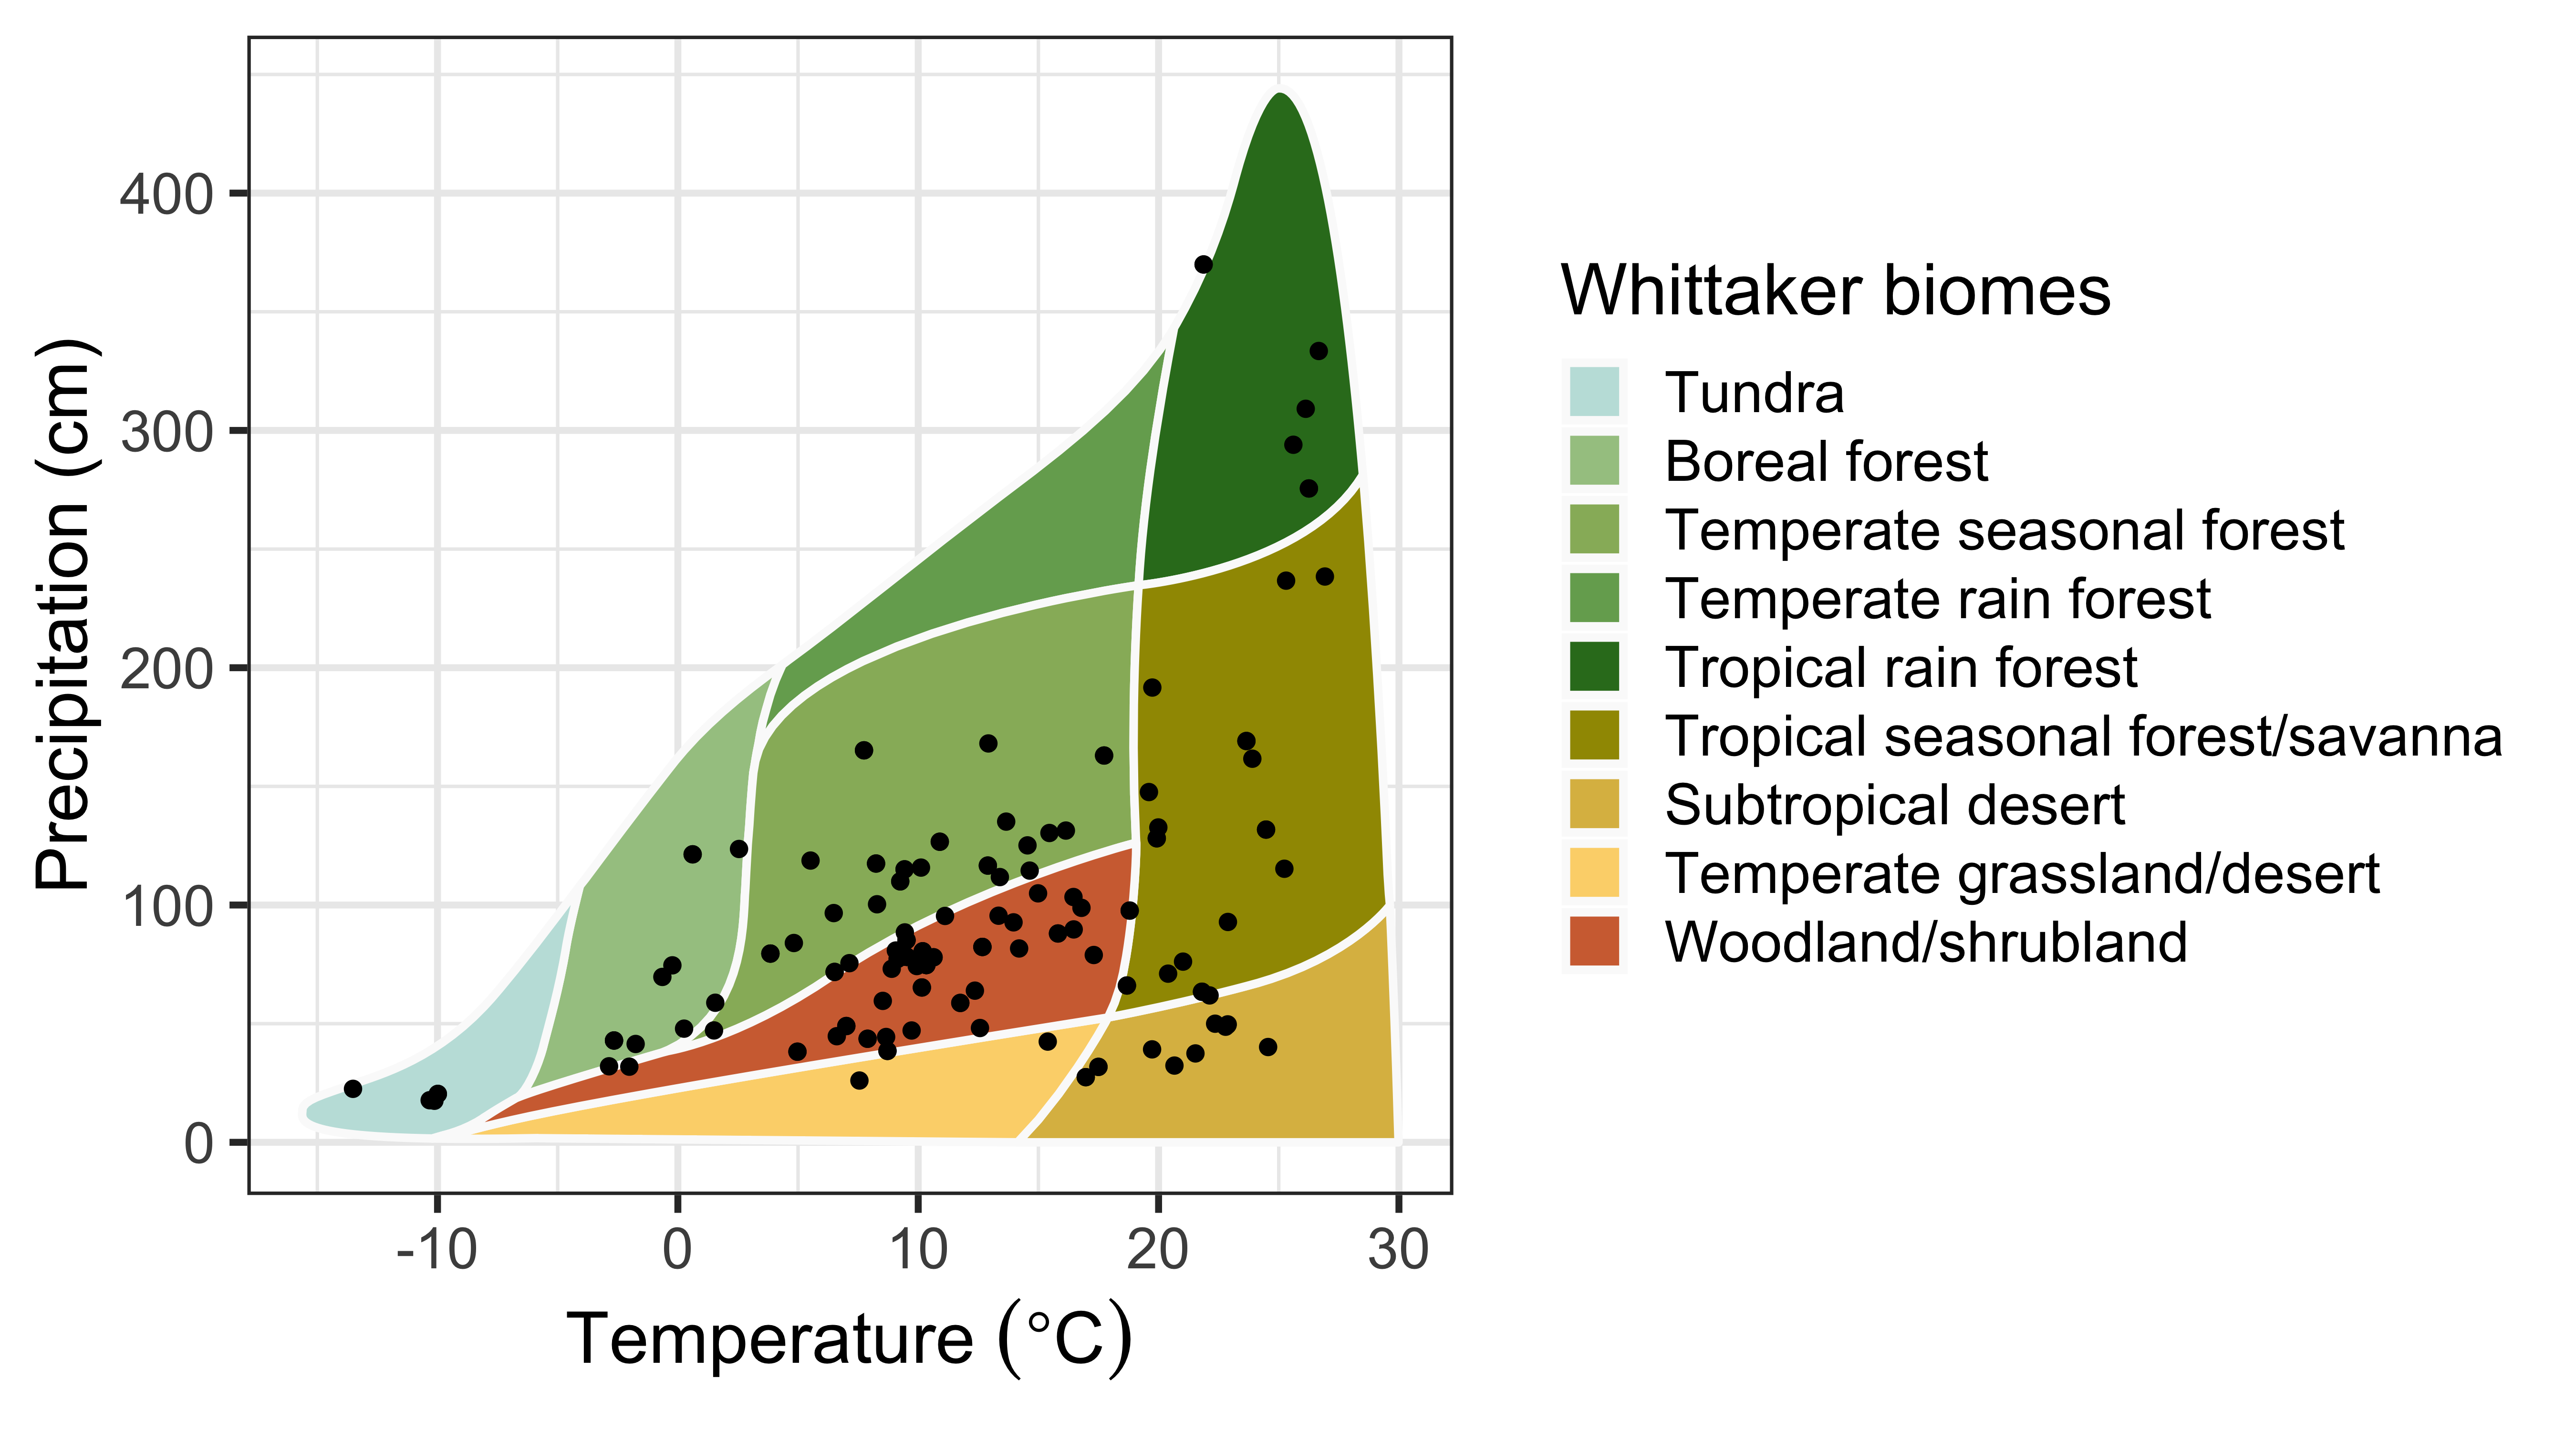 Precipitation (cm)
400
300
200
100
0
-10 0 10 20 30
Temperature (°C)
Whittaker biomes
Tundra
Boreal forest
Temperate seasonal forest
Temperate rain forest
Tropical rain forest
Tropical seasonal forest/savanna
Subtropical desert
Temperate grassland/desert
Woodland/shrubland